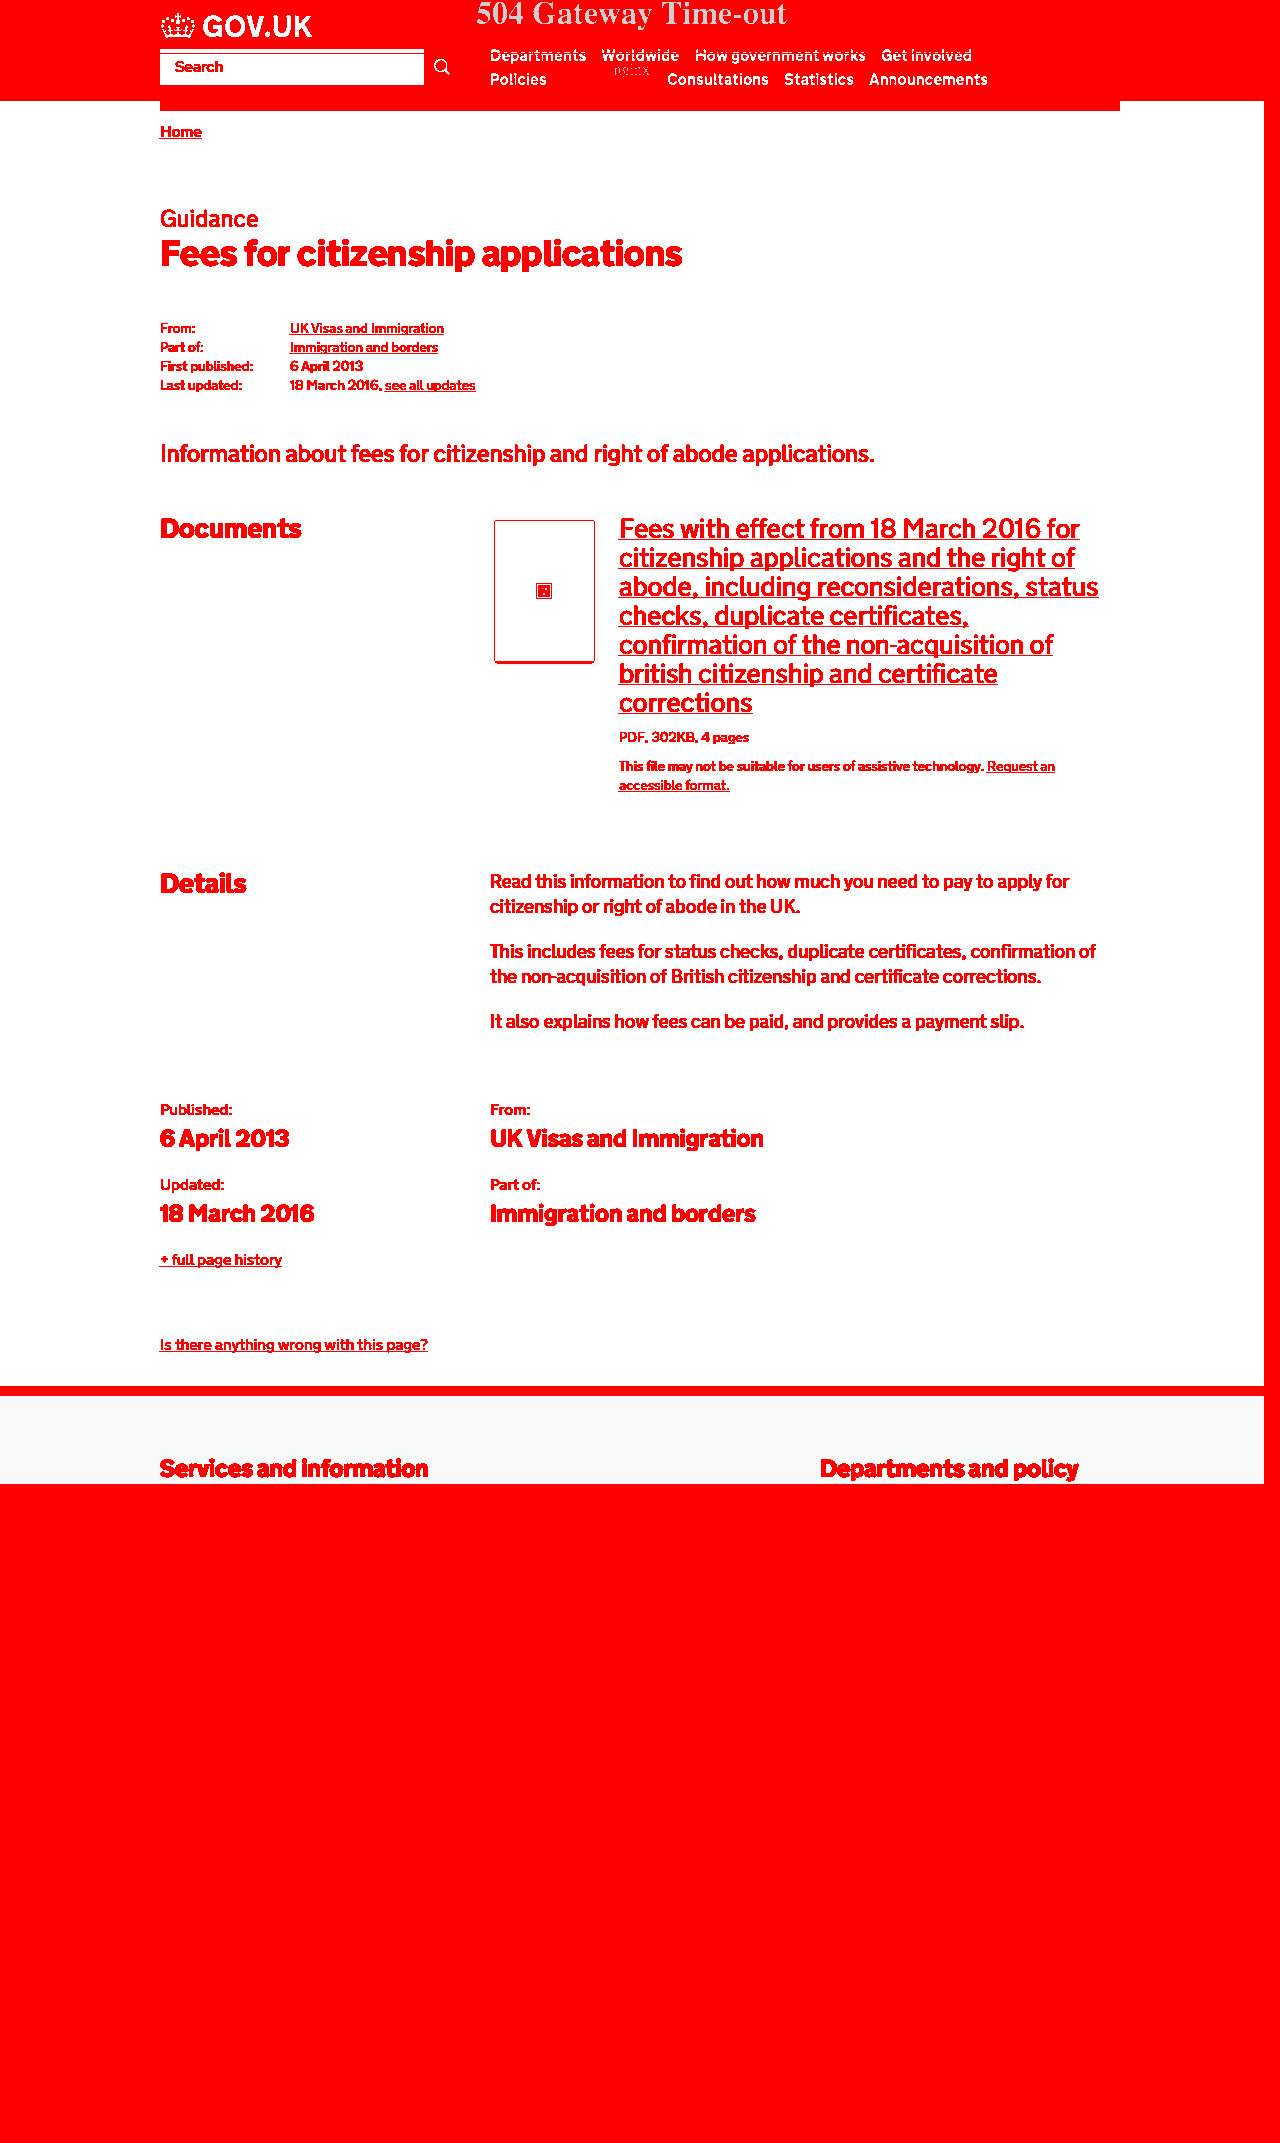 504 Gateway Time-out
GOV.UK
Search
Departments Worldwide How government works Get involved
nginx
Policies Consultations Statistics Announcements
Home
Guidance
Fees for citizenship applications
From: UK Visas and Immigration
Part of: Immigration and borders
First published: 6 April 2013
Last updated: 18 March 2016, see all updates
Information about fees for citizenship and right of abode applications.
Documents
Fees with effect from 18 March 2016 for
citizenship applications and the right of
abode, including reconsiderations, status
checks, duplicate certificates,
confirmation of the non-acquisition of
british citizenship and certificate
corrections
PDF, 302KB, 4 pages
This file may not be suitable for users of assistive technology. Request an
accessible format.
Details
Read this information to find out how much you need to pay to apply for
citizenship or right of abode in the UK.
This includes fees for status checks, duplicate certificates, confirmation of
the non-acquisition of British citizenship and certificate corrections.
It also explains how fees can be paid, and provides a payment slip.
Published: From:
6 April 2013 UK Visas and Immigration
Updated: Part of:
18 March 2016 Immigration and borders
+ full page history
Is there anything wrong with this page?
Services and information Departments and policy